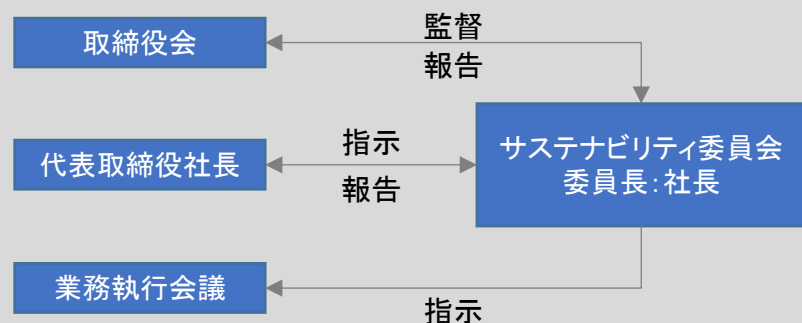 取締役会
監督
報告
代表取締役社長
指示
報告
サステナビリティ委員会
委員長：社長
業務執行会議
指示